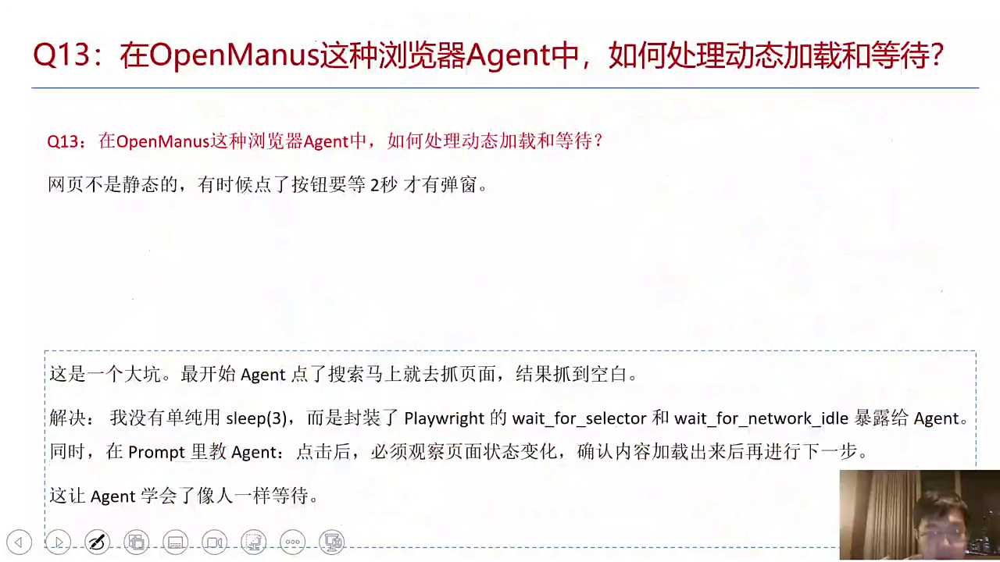 Q13：在OpenManus这种浏览器Agent中，如何处理动态加载和等待？
Q13：在OpenManus这种浏览器Agent中，如何处理动态加载和等待？
网页不是静态的，有时候点了按钮要等 2秒 才有弹窗。
这是一个大坑。最开始 Agent 点了搜索马上就去抓页面，结果抓到空白。
解决： 我没有单纯用 sleep(3)，而是封装了 Playwright 的 wait_for_selector 和 wait_for_network_idle 暴露给 Agent。
同时，在 Prompt 里教 Agent：点击后，必须观察页面状态变化，确认内容加载出来后再进行下一步。
这让 Agent 学会了像人一样等待。